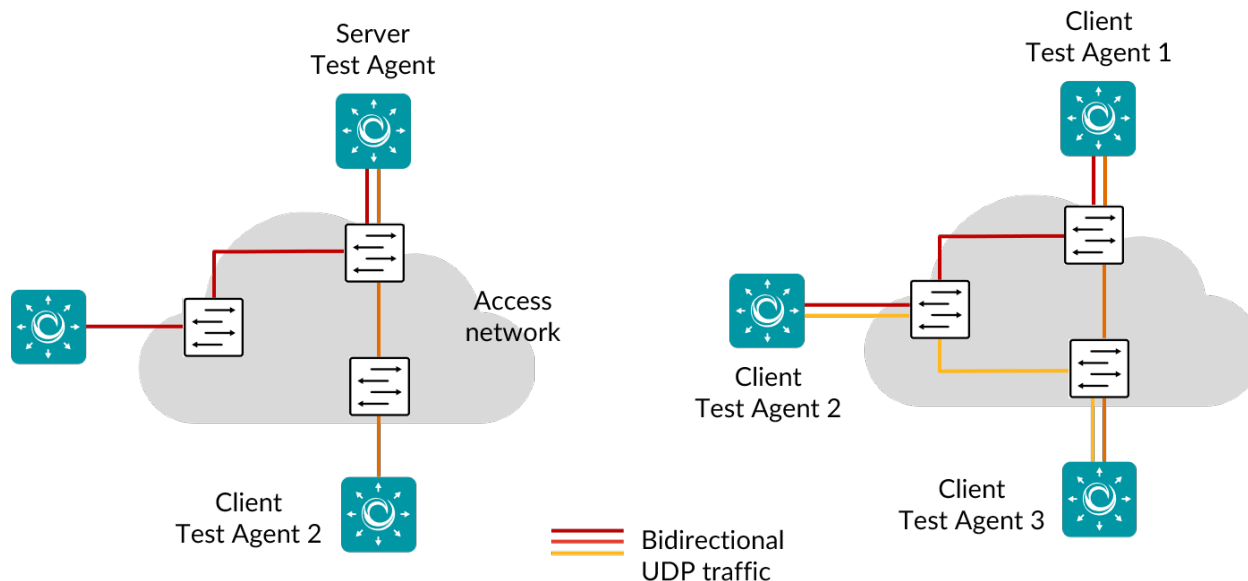 Server
Test Agent
Access
network
Client
Test Agent 2
Client
Test Agent 1
Client
Test Agent 2
Client
Test Agent 3
Bidirectional
UDP traffic